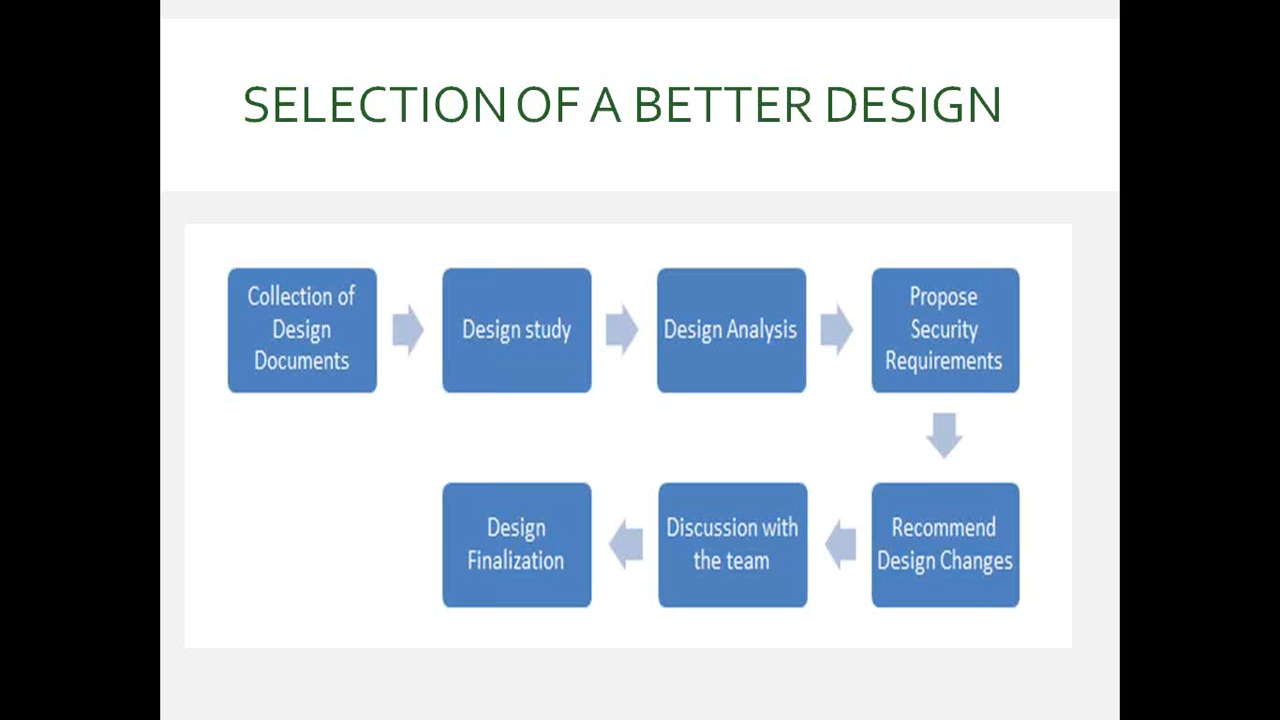 SELECTION OF A BETTER DESIGN
Collection of
Design
Documents
Design study
Design Analysis
Propose
Security
Requirements
Recommend
Design Changes
Discussion with
the team
Design
Finalization